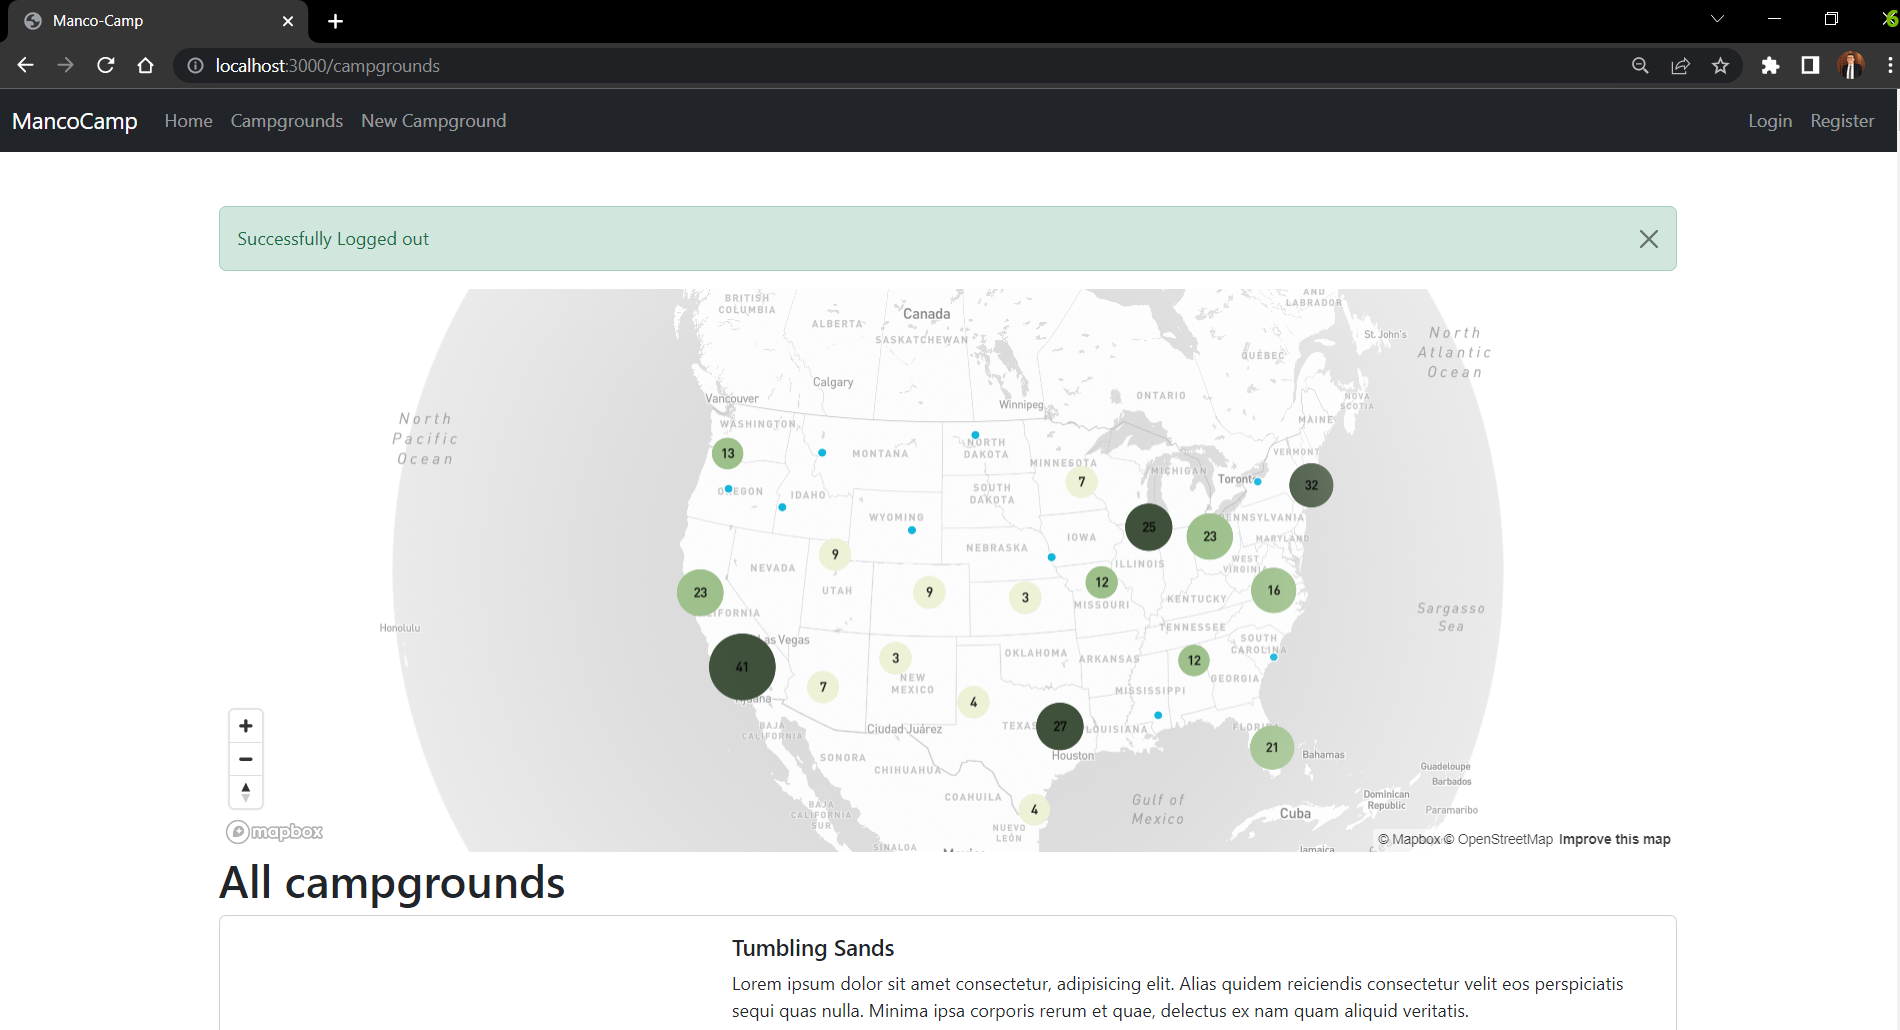 Manco-Camp
localhost:3000/campgrounds
MancoCamp Home Campgrounds New Campground Login Register
Successfully Logged out
BRITISH COLUMBIA
ALBERTA
Canada
SASKATCHEWAN
AND LABRADOR
St. John's
North Atlantic Ocean
QUÉBEC
Calgary
Vancouver
Winnipeg
ONTARIO
NOVA SCOTIA
North Pacific Ocean
WASHINGTON
MAINE
13
MONTANA
NORTH DAKOTA
MINNESOTA
MICHIGAN
VERMONT
7
Toront
32
OREGON
IDAHO
SOUTH DAKOTA
WYOMING
25
23
ENNSYLVANIA
IOWA
MARYLAND
9
NEBRASKA
NEVADA
ILLINOIS
WEST VIRGINIA
UTAH
12
16
23
9
3
MISSOURI
KENTUCKY
IFORNIA
Sargasso Sea
Honolulu
TENNESSEE
Las Vegas
SOUTH CAROLINA
41
3
OKLAHOMA
ARKANSAS
12
7
NEW MEXICO
GEORGIA
MISSISSIPPI
4
ijuana
BAJA CALIFORNIA
Ciudad Juárez
TEXAS
27
LOUISIANA
FLORI
21
Houston
Bahamas
SONORA
CHIHUAHUA
Guadeloupe
Barbados
COAHUILA
4
Gulf of Mexico
Dominican Republic
Paramaribo
BAJA CALIFORNIA SUR
Cuba
NUEVO LEÓN
SINALOA
Jamaica
mapbox
© Mapbox © OpenStreetMap Improve this map
All campgrounds
Tumbling Sands
Lorem ipsum dolor sit amet consectetur, adipisicing elit. Alias quidem reiciendis consectetur velit eos perspiciatis
sequi quas nulla. Minima ipsa corporis rerum et quae, delectus ex nam quam aliquid veritatis.